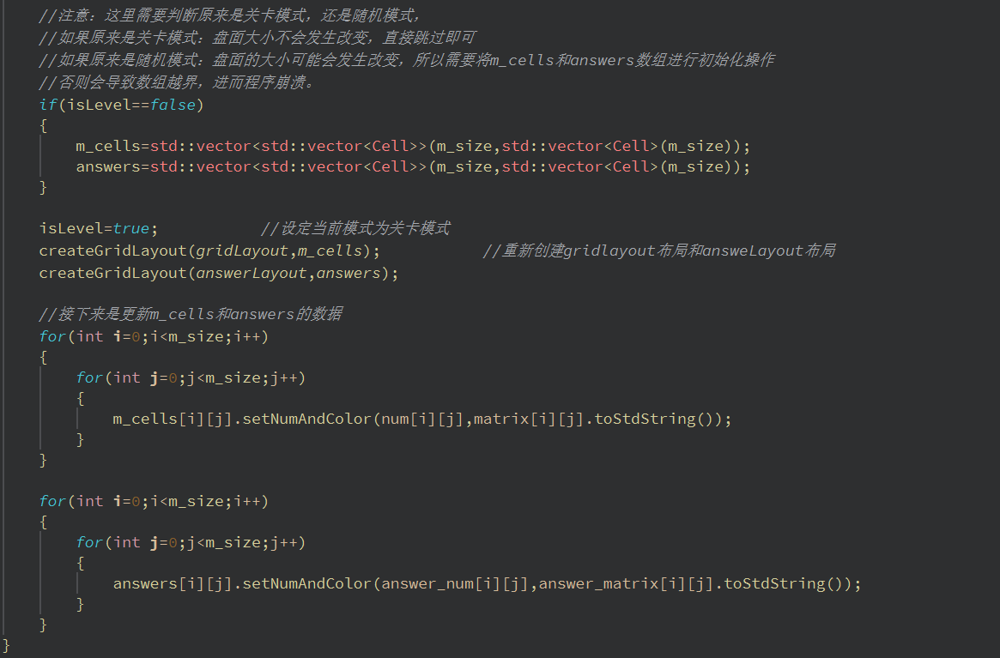 //注意：这里需要判断原来是关卡模式，还是随机模式，
//如果原来是关卡模式：盘面大小不会发生改变，直接跳过即可
//如果原来是随机模式：盘面的大小可能会发生改变，所以需要将m_cells和answers数组进行初始化操作
//否则会导致数组越界，进而程序崩溃。
if(isLevel==false)
{
m_cells=std::vector<std::vector<Cell>>(m_size,std::vector<Cell>(m_size));
answers=std::vector<std::vector<Cell>>(m_size,std::vector<Cell>(m_size));
}
isLevel=true; //设定当前模式为关卡模式
createGridLayout(gridLayout,m_cells); //重新创建gridlayout布局和answeLayout布局
createGridLayout(answerLayout,answers);
//接下来是更新m_cells和answers的数据
for(int i=0;i<m_size;i++)
{
for(int j=0;j<m_size;j++)
{
m_cells[i][j].setNumAndColor(num[i][j],matrix[i][j].toStdString());
}
}
for(int i=0;i<m_size;i++)
{
for(int j=0;j<m_size;j++)
{
answers[i][j].setNumAndColor(answer_num[i][j],answer_matrix[i][j].toStdString());
}
}
}